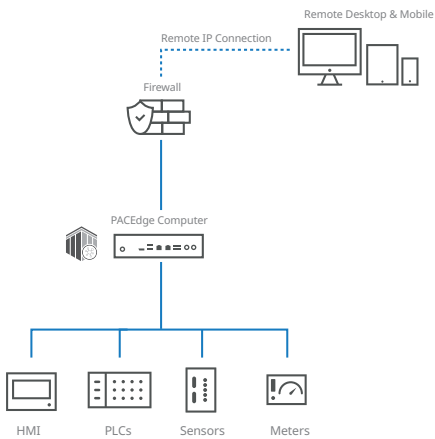 Remote Desktop & Mobile
Remote IP Connection
Firewall
PACEdge Computer
HMI PLCs Sensors Meters